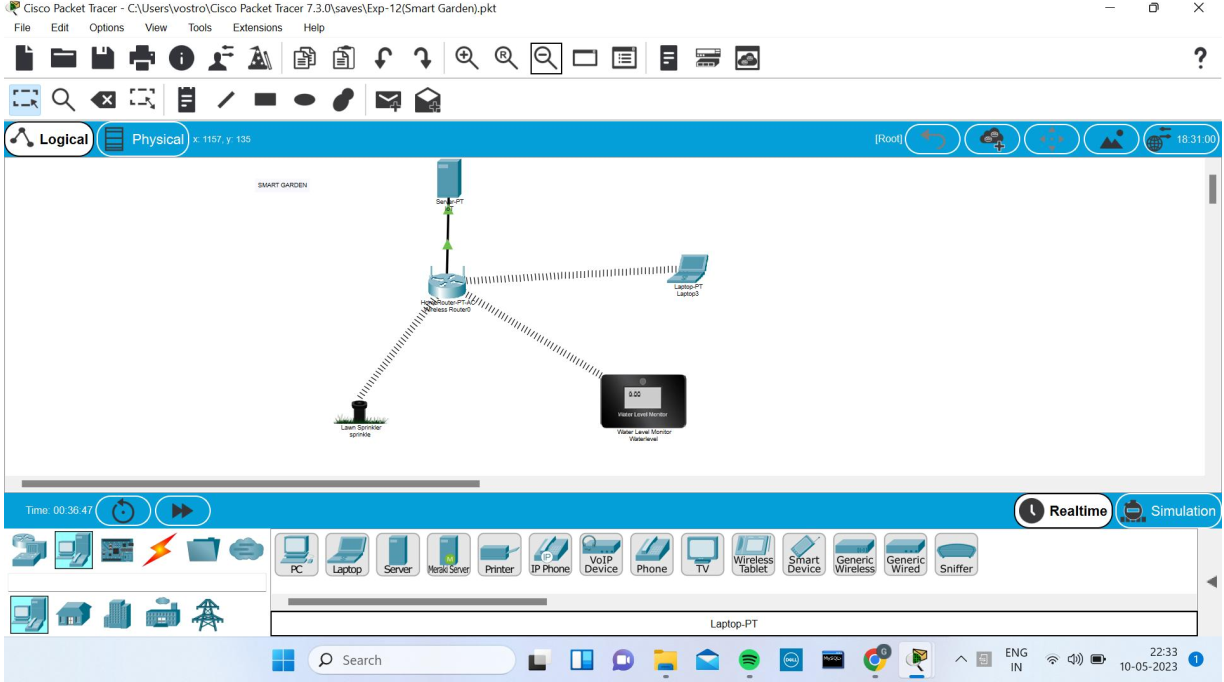 Cisco Packet Tracer - C:\Users\vostro\Cisco Packet Tracer 7.3.0\saves\Exp-12(Smart Garden).pkt
File Edit Options View Tools Extensions Help
Logical Physical x: 1157, y: 135 [Root] 18:31:00
SMART GARDEN
Server-PT
Laptop-PT
Laptop3
HomeRouter-PT-AC
Wireless Router0
0.00
Water Level Monitor
Lawn Sprinkler
sprinkle
Water Level Monitor
Waterlevel
Time: 00:36:47 Realtime Simulation
PC Laptop Server Meraki Server Printer IP Phone VoIP Device Phone TV Wireless Tablet Smart Device Generic Wireless Generic Wired Sniffer
Laptop-PT
Search
DELL
MySQL
G
ENG
IN
22:33
10-05-2023
1